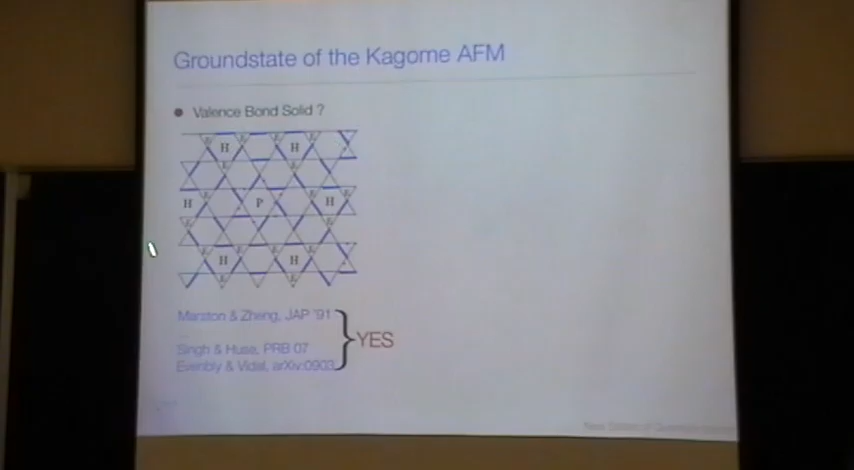 Groundstate of the Kagome AFM
Valence Bond Solid ?
H H
H P H
H H
Marston & Zheng, JAP '91
Singh & Huse, PRB 07
Evenbly & Vidal, arXiv:0903
YES